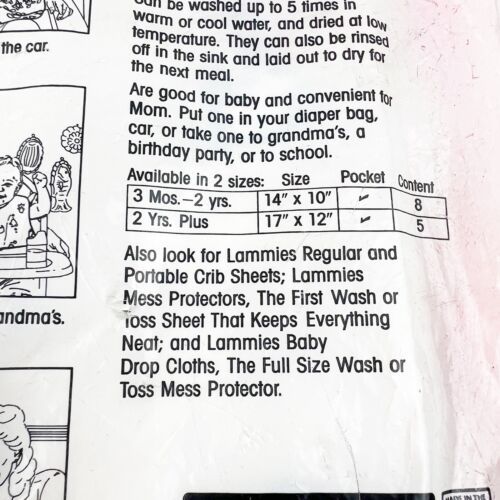 can be washed up to 5 times in
warm or cool water, and dried at low
temperature. They can also be rinsed
off in the sink and laid out to dry for
the next meal.
the car.
Are good for baby and convenient for
Mom. Put one in your diaper bag,
car, or take one to grandma's, a
birthday party, or to school.
Available in 2 sizes: Size Pocket Content
3 Mos.–2 yrs. 14" x 10" ✓ 8
2 Yrs. Plus 17" x 12" ✓ 5
Also look for Lammies Regular and
Portable Crib Sheets; Lammies
Mess Protectors, The First Wash or
Toss Sheet That Keeps Everything
Neat; and Lammies Baby
Drop Cloths, The Full Size Wash or
Toss Mess Protector.
andma's.
MADE IN THE